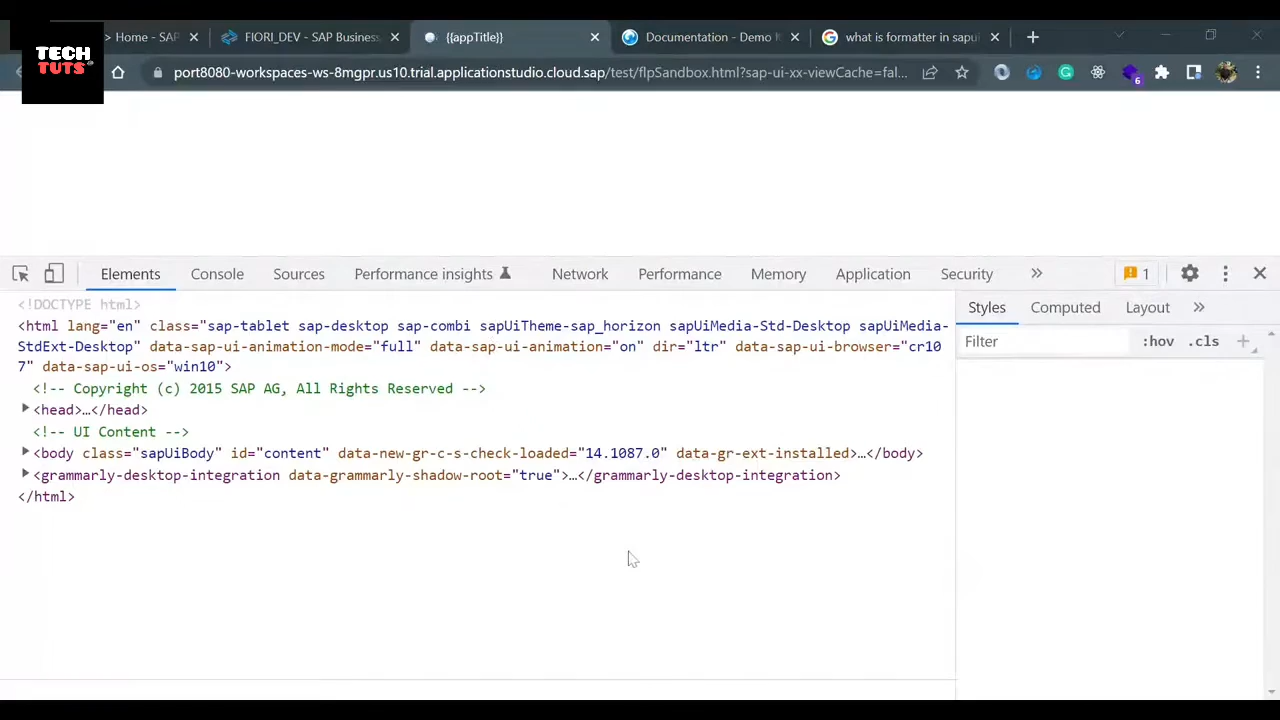 TECH
TUTS
> Home - SAP
FIORI_DEV - SAP Business
{{appTitle}}
Documentation - Demo K
what is formatter in sapui
port8080-workspaces-ws-8mgpr.us10.trial.applicationstudio.cloud.sap/test/flpSandbox.html?sap-ui-xx-viewCache=fal...
6
Elements
Console
Sources
Performance insights
Network
Performance
Memory
Application
Security
1
<!DOCTYPE html>
<html lang="en" class="sap-tablet sap-desktop sap-combi sapUiTheme-sap_horizon sapUiMedia-Std-Desktop sapUiMedia-
StdExt-Desktop" data-sap-ui-animation-mode="full" data-sap-ui-animation="on" dir="ltr" data-sap-ui-browser="cr10
7" data-sap-ui-os="win10">
<!-- Copyright (c) 2015 SAP AG, All Rights Reserved -->
<head>…</head>
<!-- UI Content -->
<body class="sapUiBody" id="content" data-new-gr-c-s-check-loaded="14.1087.0" data-gr-ext-installed>…</body>
<grammarly-desktop-integration data-grammarly-shadow-root="true">…</grammarly-desktop-integration>
</html>
Styles
Computed
Layout
Filter
:hov
.cls